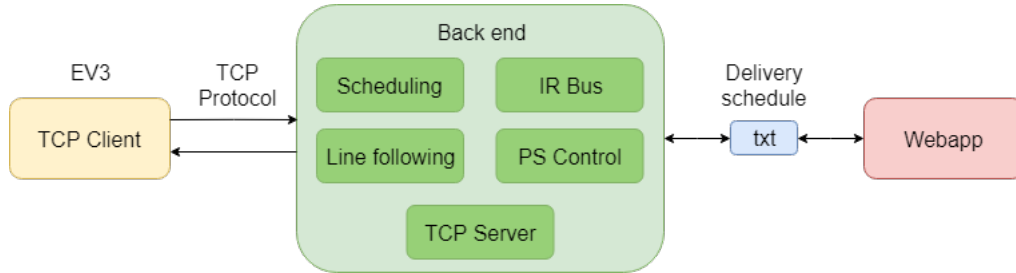 Back end
EV3
TCP
Protocol
TCP Client
Scheduling
IR Bus
Line following
PS Control
TCP Server
Delivery
schedule
txt
Webapp